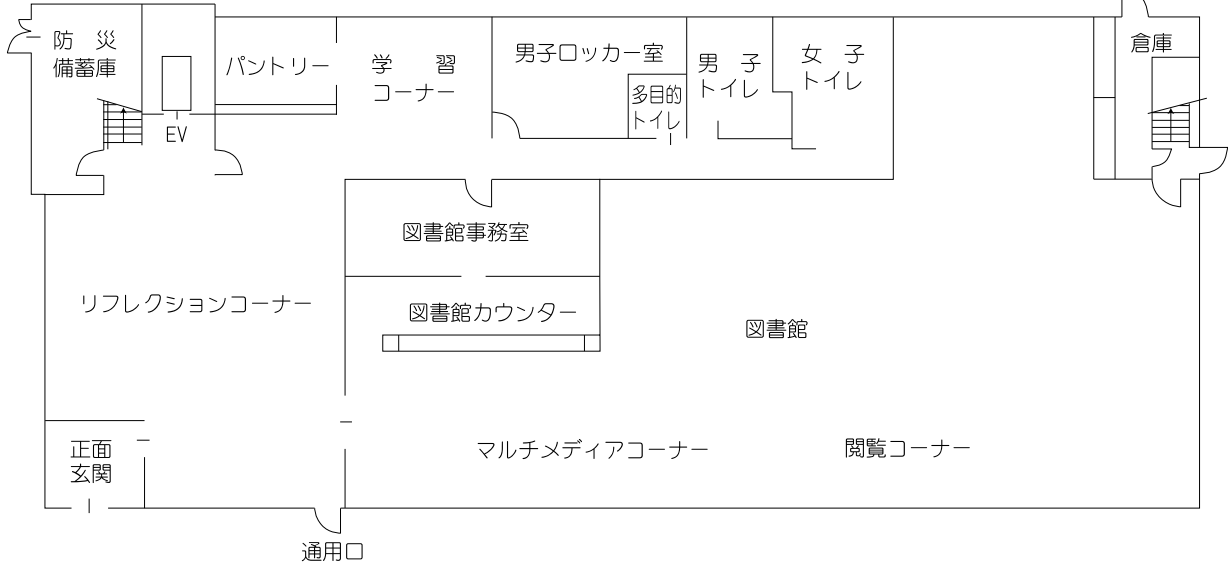 防災
備蓄庫
EV
パントリー
学習
コーナー
男子ロッカー室
多目的
トイレ
男子
トイレ
女子
トイレ
倉庫
図書館事務室
リフレクションコーナー
図書館カウンター
図書館
正面
玄関
マルチメディアコーナー
閲覧コーナー
通用口